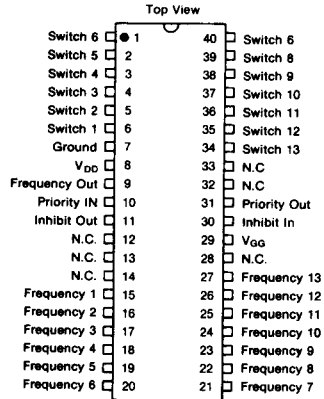 Top View
Switch 6 1 40 Switch 6
Switch 5 2 39 Switch 8
Switch 4 3 38 Switch 9
Switch 3 4 37 Switch 10
Switch 2 5 36 Switch 11
Switch 1 6 35 Switch 12
Ground 7 34 Switch 13
VDD 8 33 N.C
Frequency Out 9 32 N.C
Priority IN 10 31 Priority Out
Inhibit Out 11 30 Inhibit In
N.C. 12 29 VGG
N.C. 13 28 N.C.
N.C. 14 27 Frequency 13
Frequency 1 15 26 Frequency 12
Frequency 2 16 25 Frequency 11
Frequency 3 17 24 Frequency 10
Frequency 4 18 23 Frequency 9
Frequency 5 19 22 Frequency 8
Frequency 6 20 21 Frequency 7